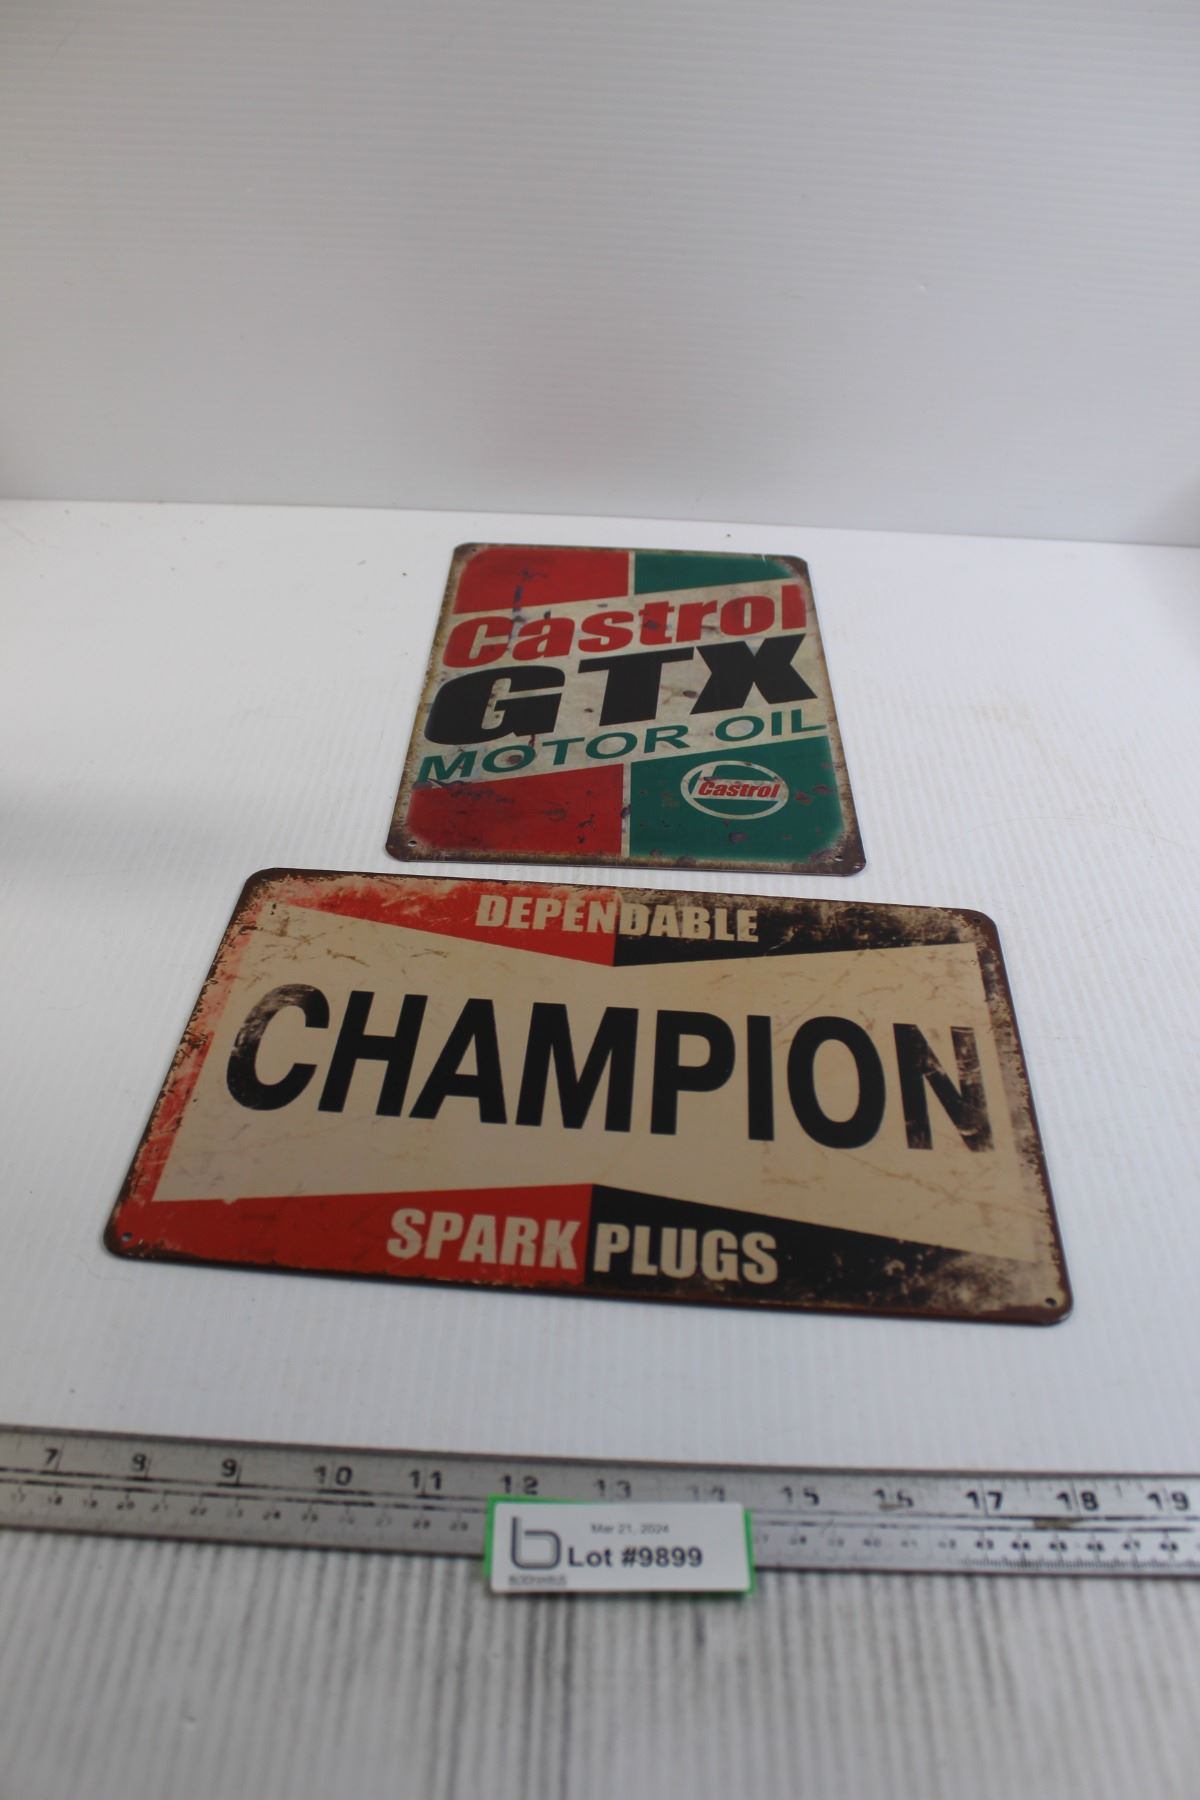 Castrol
GTX
MOTOR OIL
Castrol
DEPENDABLE
CHAMPION
SPARK PLUGS
7 8 9 10 11 12 13 14 15 16 17 18 19
Mar 21, 2024
b Lot #9899